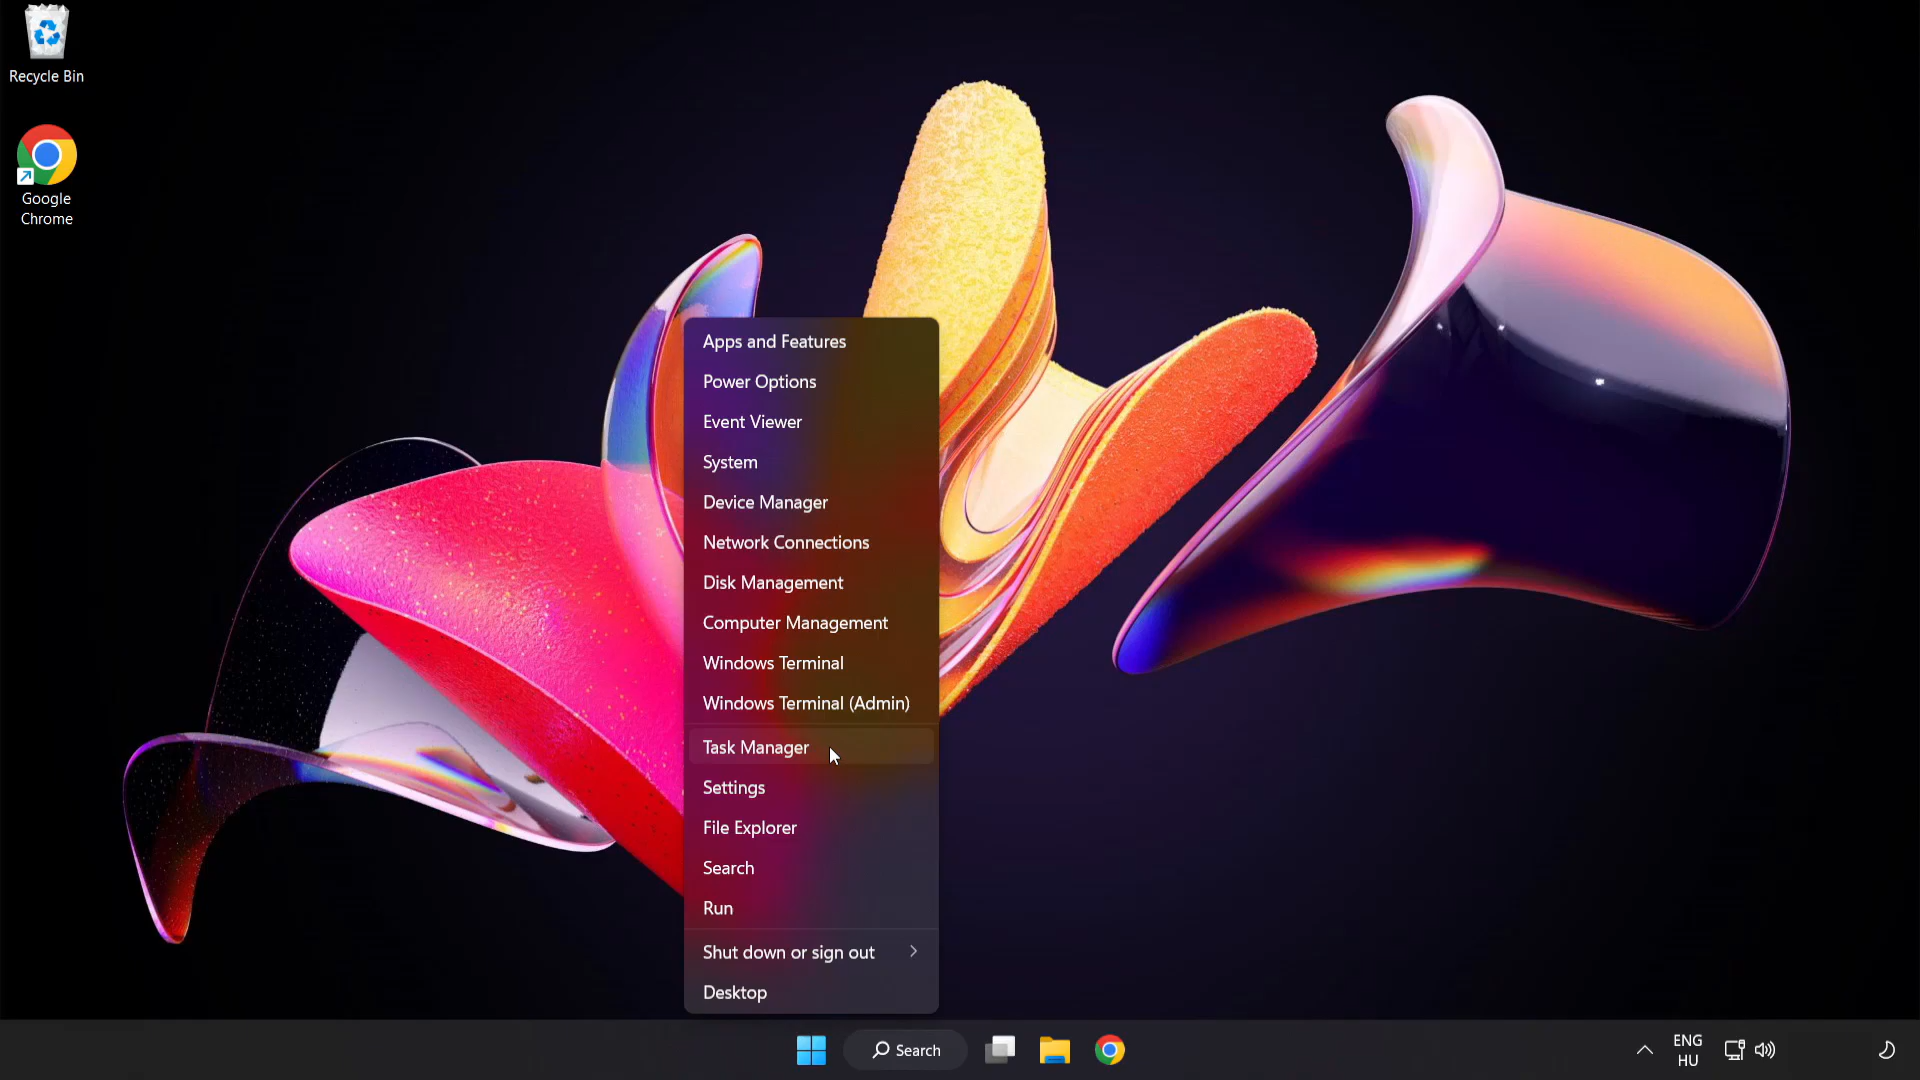 Recycle Bin
Google
Chrome
Apps and Features
Power Options
Event Viewer
System
Device Manager
Network Connections
Disk Management
Computer Management
Windows Terminal
Windows Terminal (Admin)
Task Manager
Settings
File Explorer
Search
Run
Shut down or sign out
Desktop
Search
ENG
HU